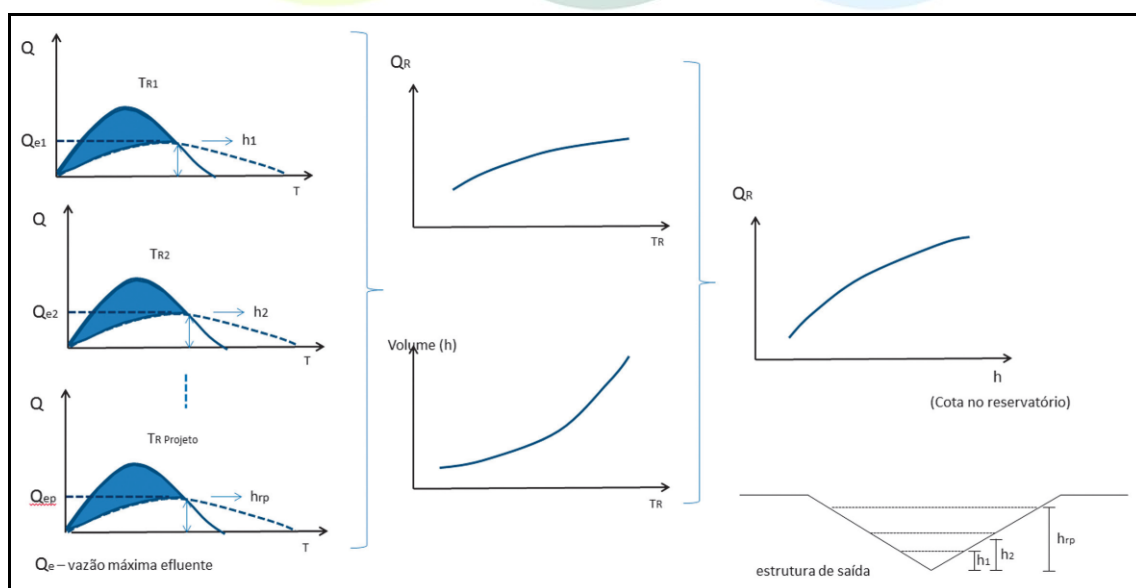 Q
TR1
Qe1
h1
T
Q
TR2
Qe2
h2
T
Q
TR Projeto
Qep
hrp
T
Qe – vazão máxima efluente
QR
TR
Volume (h)
TR
QR
h
(Cota no reservatório)
h1
h2
hrp
estrutura de saída